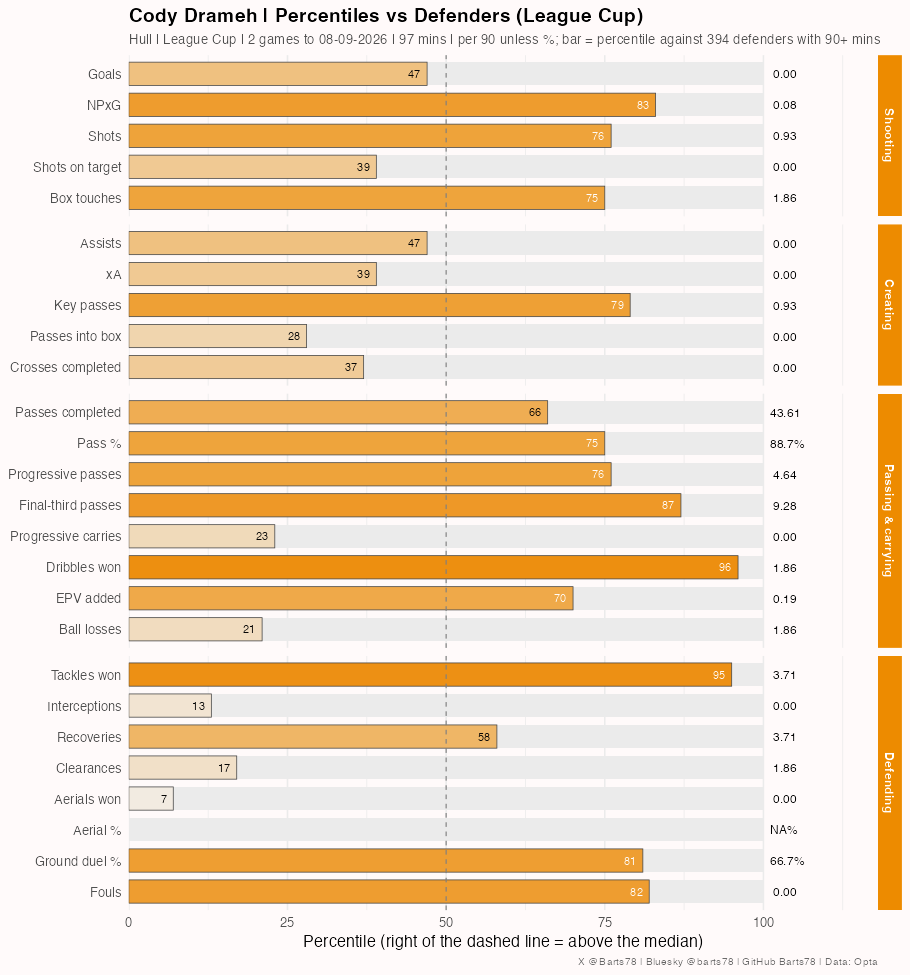 Cody Drameh | Percentiles vs Defenders (League Cup)
Hull | League Cup | 2 games to 08-09-2026 | 97 mins | per 90 unless %; bar = percentile against 394 defenders with 90+ mins
Goals 47 0.00
NPxG 83 0.08
Shots 76 0.93
Shots on target 39 0.00
Box touches 75 1.86
Shooting
Assists 47 0.00
xA 39 0.00
Key passes 79 0.93
Passes into box 28 0.00
Crosses completed 37 0.00
Creating
Passes completed 66 43.61
Pass % 75 88.7%
Progressive passes 76 4.64
Final-third passes 87 9.28
Progressive carries 23 0.00
Dribbles won 96 1.86
EPV added 70 0.19
Ball losses 21 1.86
Passing & carrying
Tackles won 95 3.71
Interceptions 13 0.00
Recoveries 58 3.71
Clearances 17 1.86
Aerials won 7 0.00
Aerial % NA%
Ground duel % 81 66.7%
Fouls 82 0.00
Defending
0 25 50 75 100
Percentile (right of the dashed line = above the median)
X @Barts78 | Bluesky @barts78 | GitHub Barts78 | Data: Opta